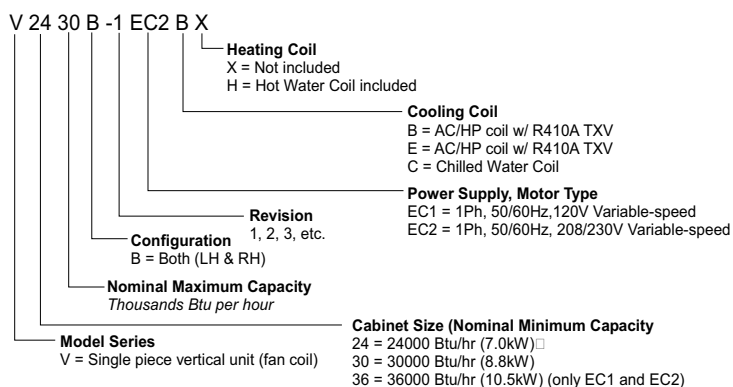 V 24 30 B -1 EC2 B X
Heating Coil
X = Not included
H = Hot Water Coil included
Cooling Coil
B = AC/HP coil w/ R410A TXV
E = AC/HP coil w/ R410A TXV
C = Chilled Water Coil
Power Supply, Motor Type
EC1 = 1Ph, 50/60Hz,120V Variable-speed
EC2 = 1Ph, 50/60Hz, 208/230V Variable-speed
Revision
1, 2, 3, etc.
Configuration
B = Both (LH & RH)
Nominal Maximum Capacity
Thousands Btu per hour
Model Series
V = Single piece vertical unit (fan coil)
Cabinet Size (Nominal Minimum Capacity
24 = 24000 Btu/hr (7.0kW)□
30 = 30000 Btu/hr (8.8kW)
36 = 36000 Btu/hr (10.5kW) (only EC1 and EC2)